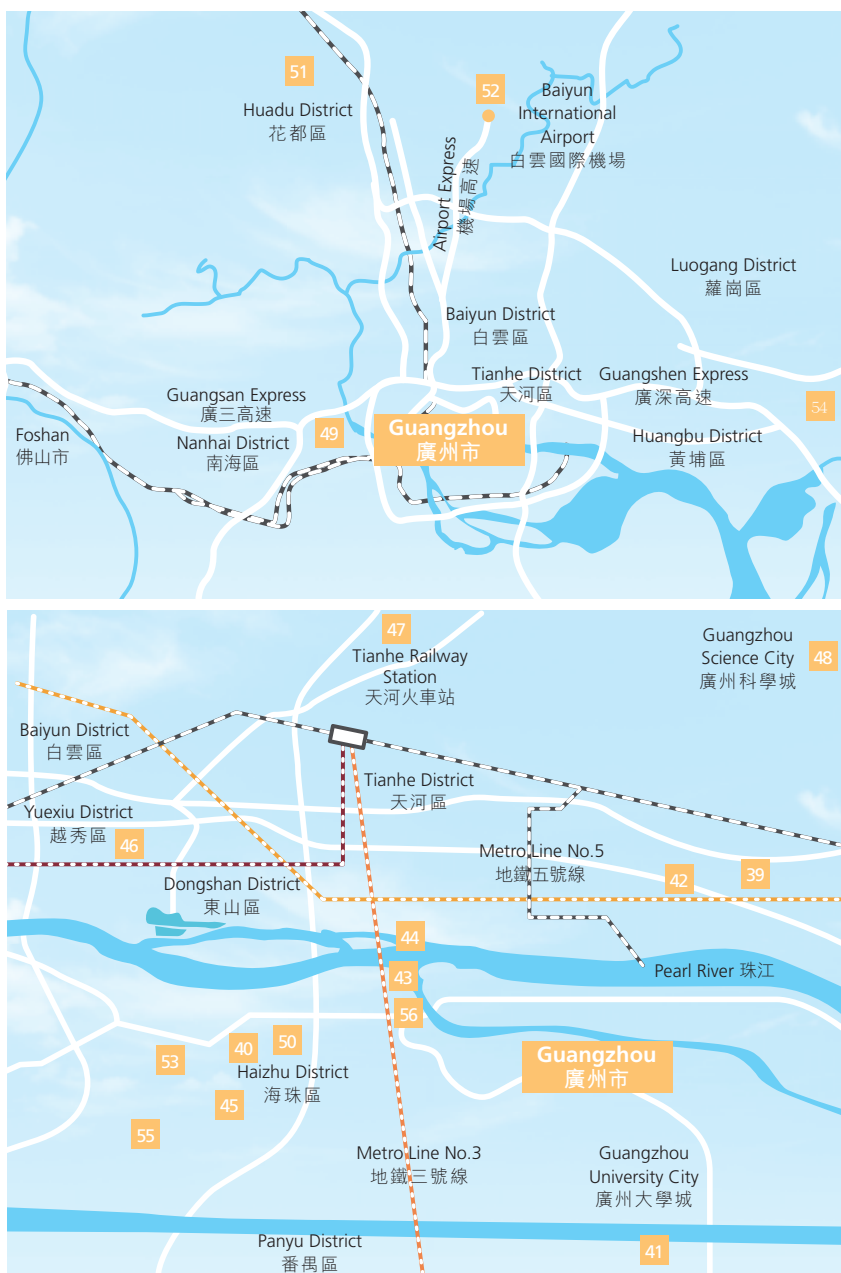 51
Huadu District
花都區
52
Baiyun
International
Airport
白雲國際機場
Airport Express
機場高速
Luogang District
蘿崗區
Baiyun District
白雲區
Tianhe District
天河區
Guangshen Express
廣深高速
Guangsan Express
廣三高速
54
Foshan
佛山市
Nanhai District
南海區
49
Guangzhou
廣州市
Huangbu District
黃埔區
47
Tianhe Railway
Station
天河火車站
Guangzhou
Science City
廣州科學城
48
Baiyun District
白雲區
Tianhe District
天河區
Yuexiu District
越秀區
46
Metro Line No.5
地鐵五號線
42
39
Dongshan District
東山區
44
Pearl River 珠江
43
56
53
40
50
Haizhu District
海珠區
Guangzhou
廣州市
45
55
Metro Line No.3
地鐵三號線
Guangzhou
University City
廣州大學城
Panyu District
番禺區
41